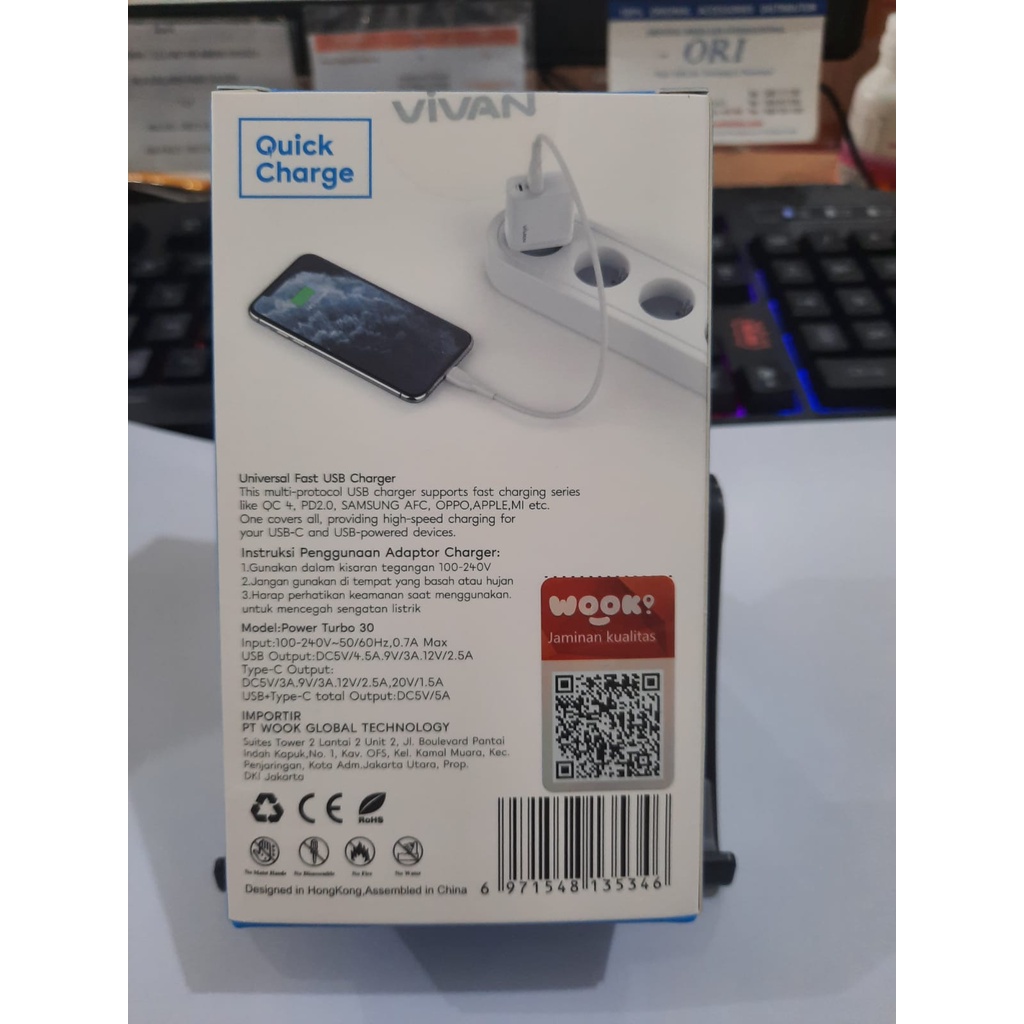 ORI
VIVAN
Quick
Charge
Universal Fast USB Charger
This multi-protocol USB charger supports fast charging series
like QC 4, PD2.0, SAMSUNG AFC, OPPO,APPLE,MI etc.
One covers all, providing high-speed charging for
your USB-C and USB-powered devices.
Instruksi Penggunaan Adaptor Charger:
1.Gunakan dalam kisaran tegangan 100-240V
2.Jangan gunakan di tempat yang basah atau hujan
3.Harap perhatikan keamanan saat menggunakan.
untuk mencegah sengatan listrik
Model:Power Turbo 30
Input:100-240V~50/60Hz,0.7A Max
USB Output:DC5V/4.5A.9V/3A.12V/2.5A
Type-C Output:
DC5V/3A.9V/3A.12V/2.5A,20V/1.5A
USB+Type-C total Output:DC5V/5A
IMPORTIR
PT WOOK GLOBAL TECHNOLOGY
Suites Tower 2 Lantai 2 Unit 2, Jl. Boulevard Pantai
Indah Kapuk,No. 1, Kav. OFS, Kel. Kamal Muara, Kec.
Penjaringan, Kota Adm.Jakarta Utara, Prop.
DKI Jakarta
WOOK
Jaminan kualitas
CE
RoHS
No Disassemble
No Fire
No Water
Designed in HongKong,Assembled in China
6 971548 135346